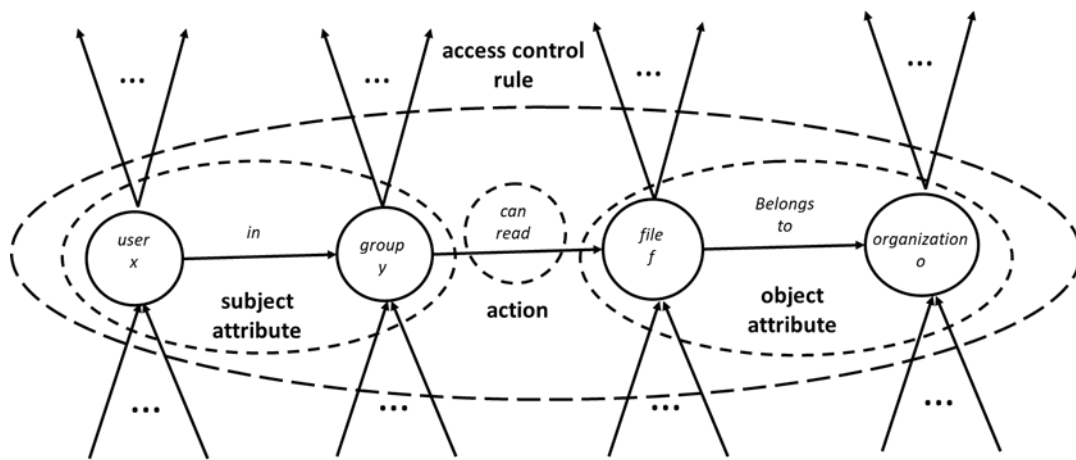 ...
...
...
...
access control
rule
user
x
in
group
y
can
read
file
f
Belongs
to
organization
o
subject
attribute
action
object
attribute
...
...
...
...